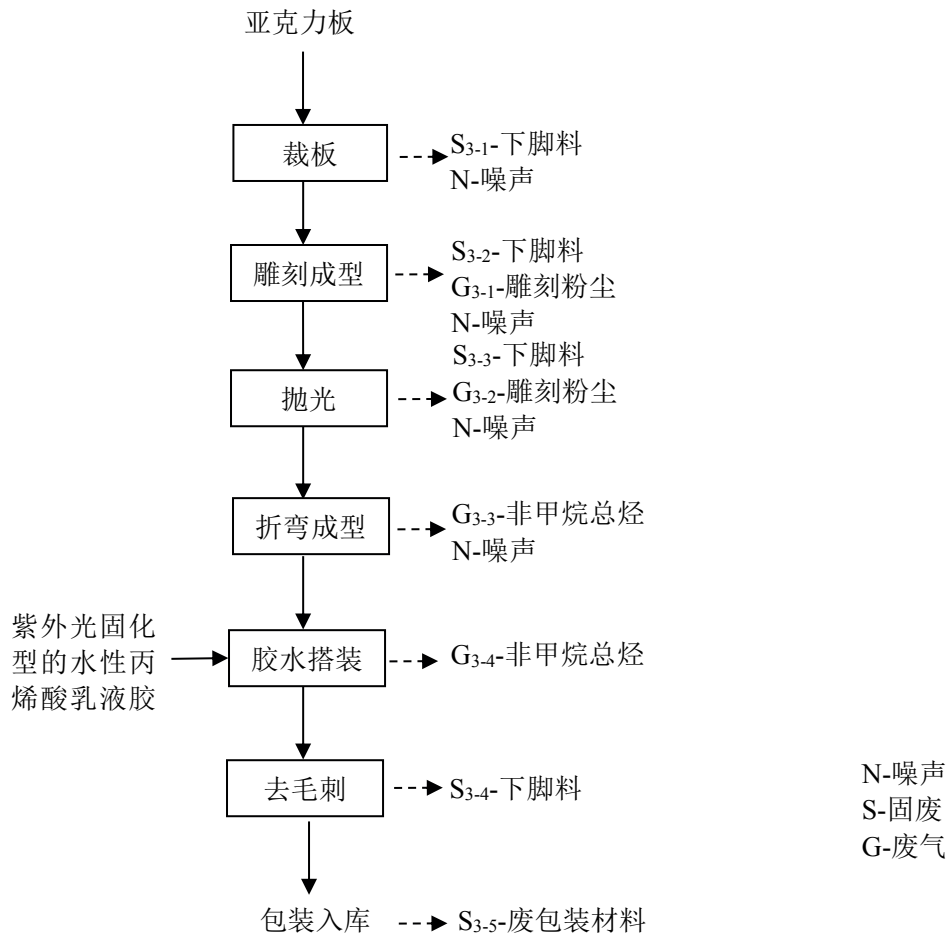 亚克力板
裁板
S3-1-下脚料
N-噪声
雕刻成型
S3-2-下脚料
G3-1-雕刻粉尘
N-噪声
抛光
S3-3-下脚料
G3-2-雕刻粉尘
N-噪声
折弯成型
G3-3-非甲烷总烃
N-噪声
紫外光固化
型的水性丙
烯酸乳液胶
胶水搭装
G3-4-非甲烷总烃
去毛刺
S3-4-下脚料
N-噪声
S-固废
G-废气
包装入库
S3-5-废包装材料